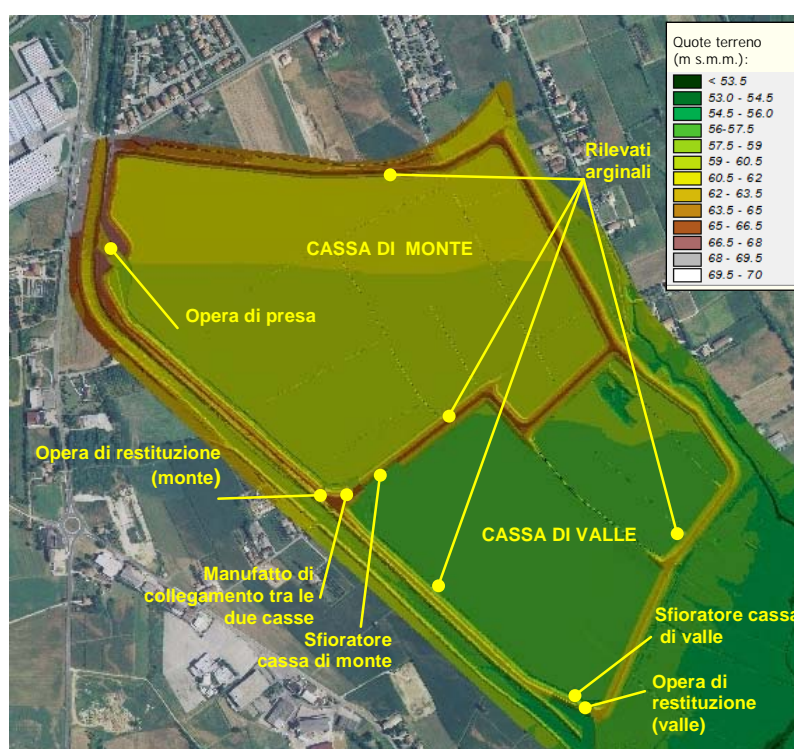 Quote terreno
(m s.m.m.):
< 53.5
53.0 - 54.5
54.5 - 56.0
56-57.5
57.5 - 59
59 - 60.5
60.5 - 62
62 - 63.5
63.5 - 65
65 - 66.5
66.5 - 68
68 - 69.5
69.5 - 70
Rilevati
arginali
CASSA DI MONTE
Opera di presa
Opera di restituzione
(monte)
CASSA DI VALLE
Manufatto di
collegamento tra le
due casse
Sfioratore
cassa di monte
Sfioratore cassa
di valle
Opera di
restituzione
(valle)